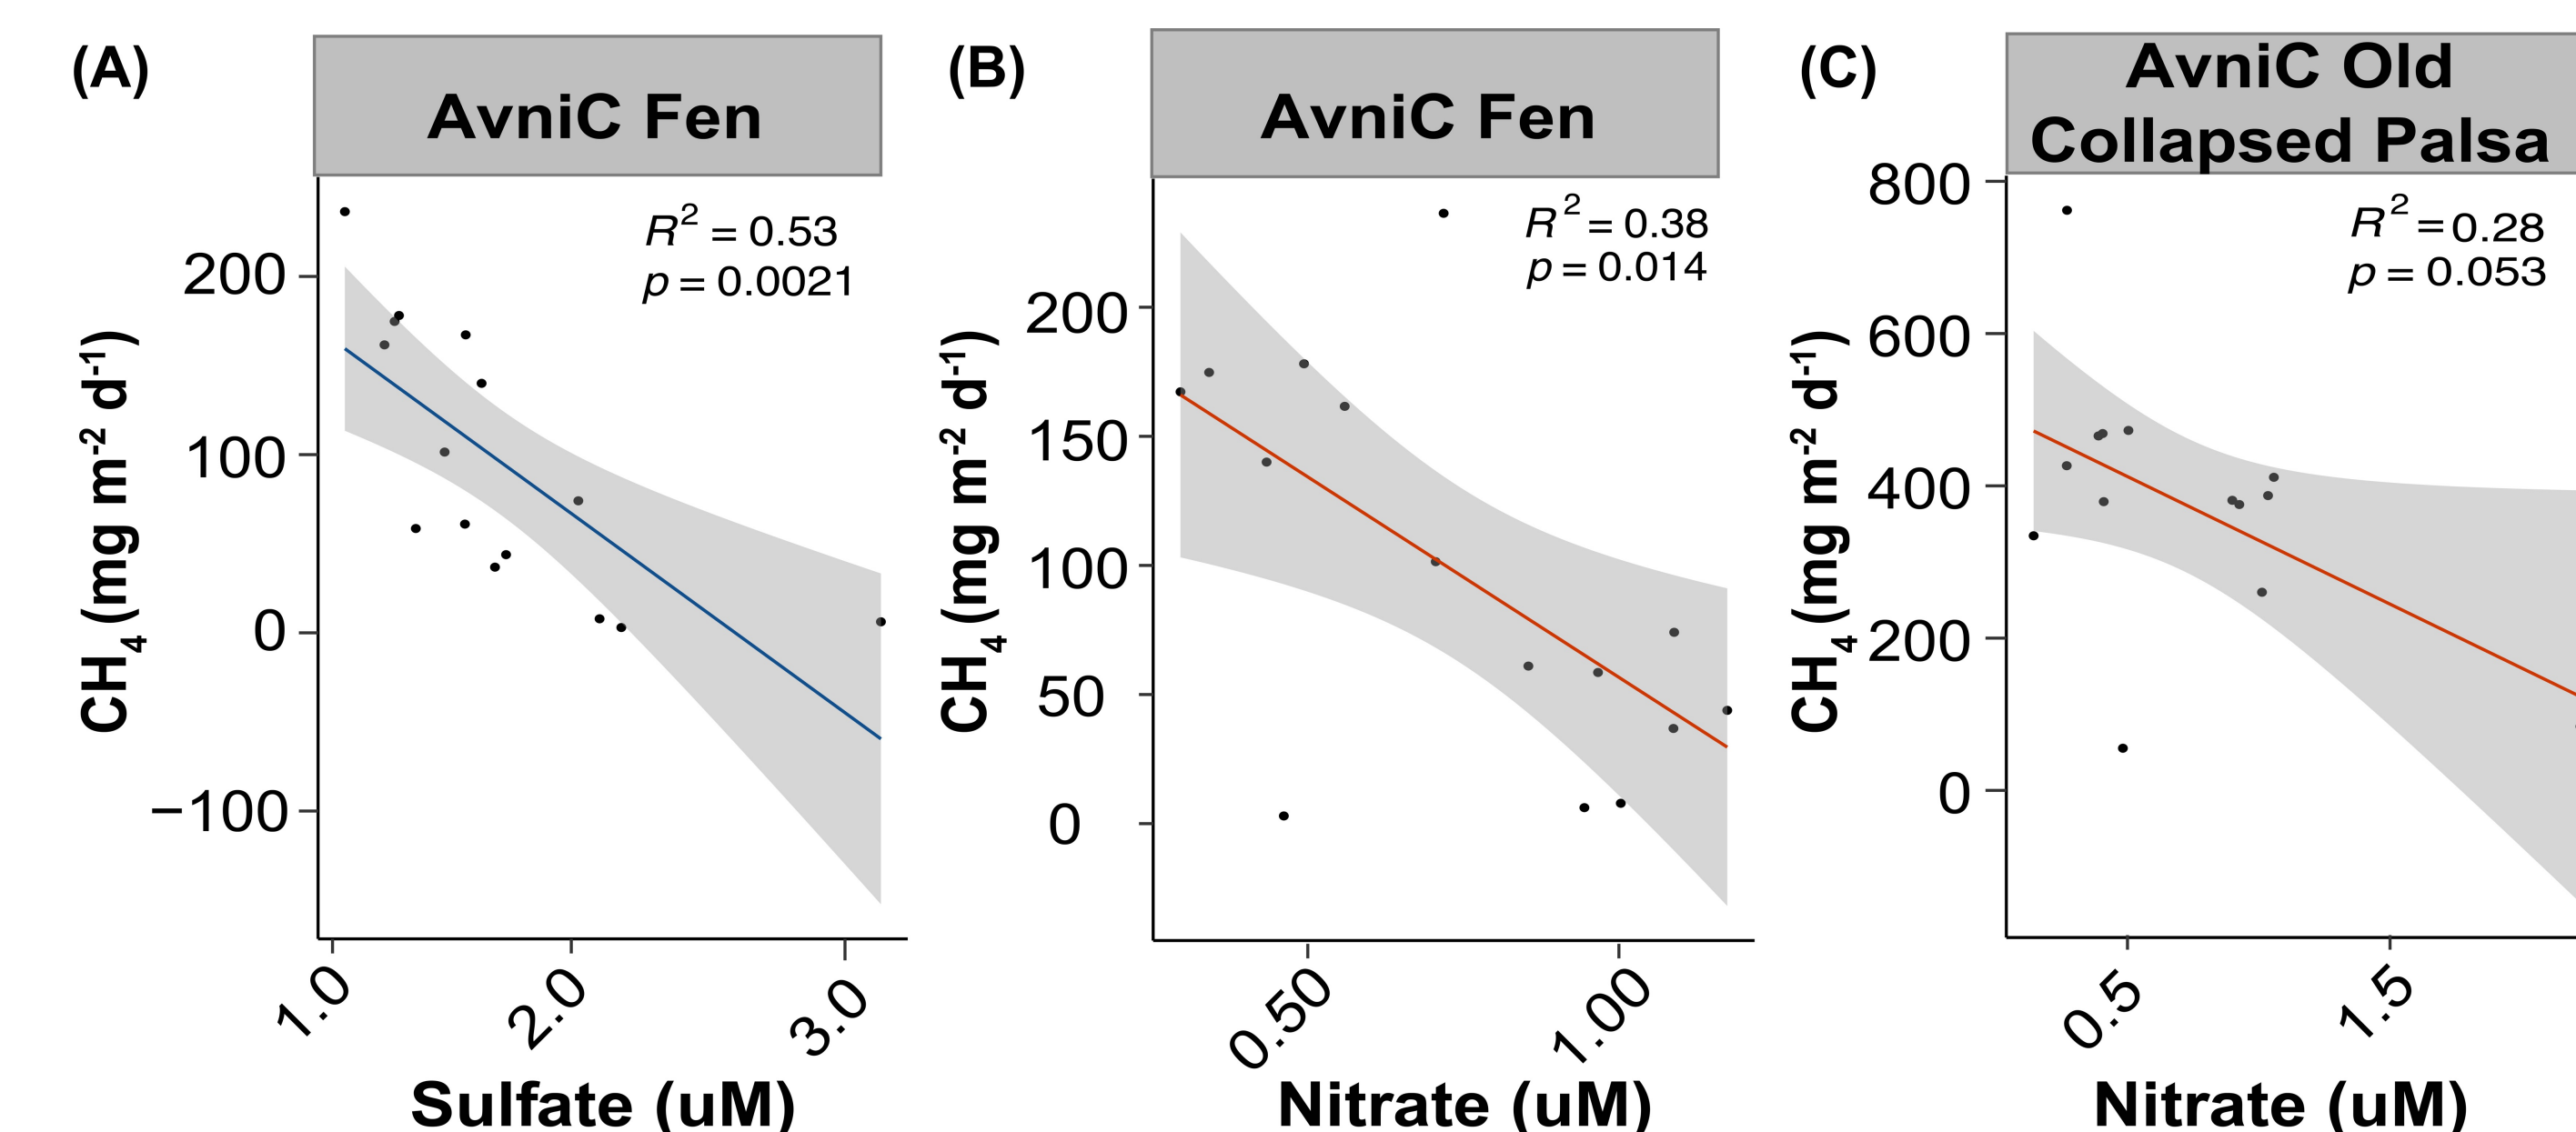 (A)
AvniC Fen
R2 = 0.53
p = 0.0021
200
100
0
−100
CH4 (mg m-2 d-1)
1.0
2.0
3.0
Sulfate (uM)
(B)
AvniC Fen
R2 = 0.38
p = 0.014
200
150
100
50
0
CH4 (mg m-2 d-1)
0.50
1.00
Nitrate (uM)
(C)
AvniC Old
Collapsed Palsa
R2 = 0.28
p = 0.053
800
600
400
200
0
CH4 (mg m-2 d-1)
0.5
1.5
Nitrate (uM)